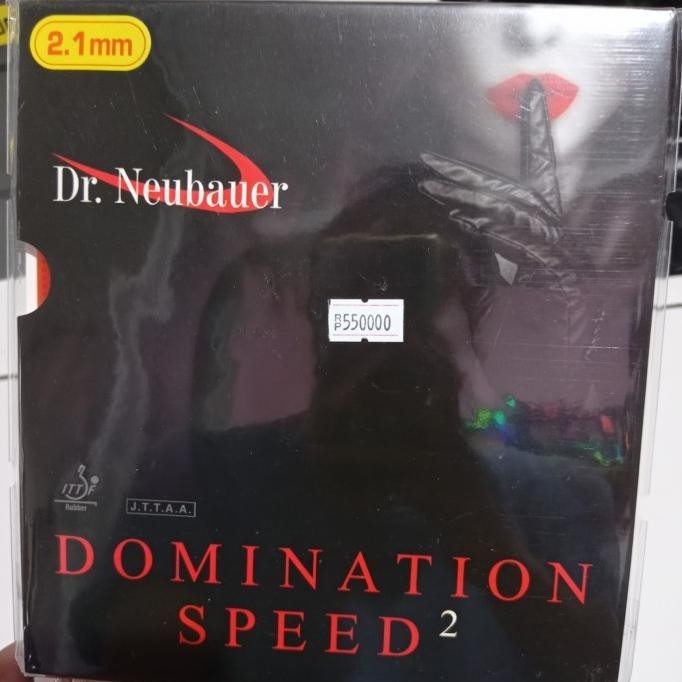 2.1mm
Dr. Neubauer
RP550000
ITTF
Rubber
J.T.T.A.A.
DOMINATION
SPEED²